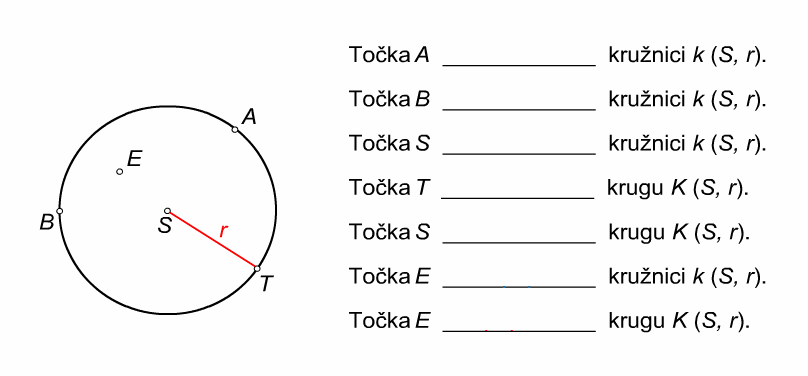 Točka A ______________ kružnici k (S, r).
Točka B ______________ kružnici k (S, r).
Točka S ______________ kružnici k (S, r).
Točka T ______________ krugu K (S, r).
Točka S ______________ krugu K (S, r).
Točka E ______________ kružnici k (S, r).
Točka E ______________ krugu K (S, r).
A
E
B
S
r
T